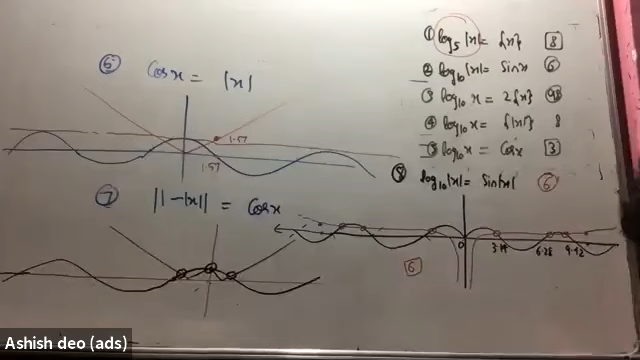 ⑥ Cosx = |x|
1.57
1.57
⑦ ||-|x|| = Cosx
① log₅|x| = {x} 8
② log₁₀|x| = Sinx ⑥
③ log₁₀ x = 2{x}
④ log₁₀ x = {|x|} 8
⑤ log₁₀ x = Cosx 3
⑧ log₁₀|x| = Sin|x| ⑥
0 3.14 6.28 9.42
6
Ashish deo (ads)